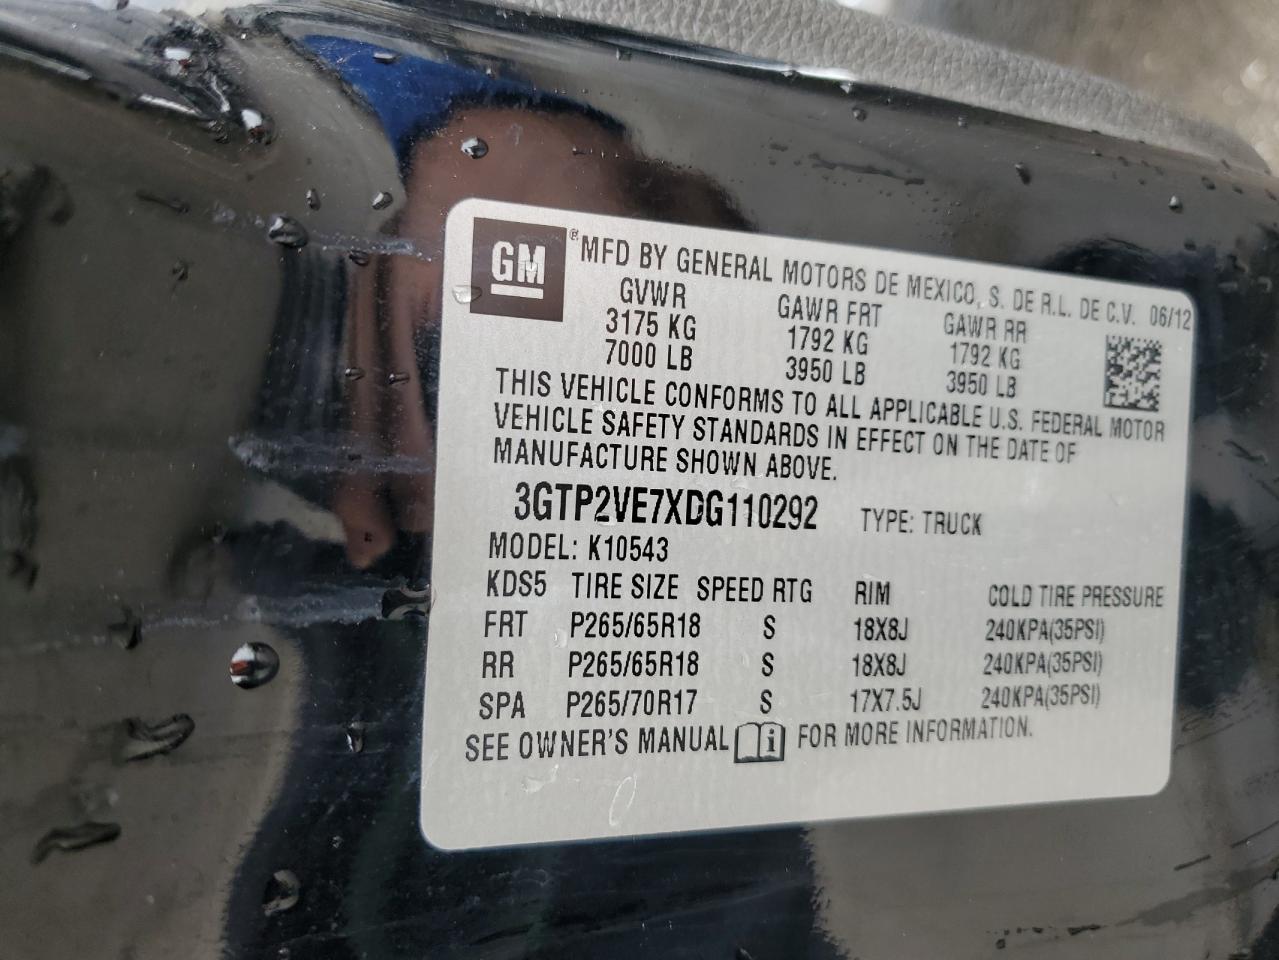 GM ® MFD BY GENERAL MOTORS DE MEXICO, S. DE R.L. DE C.V. 06/12
GVWR GAWR FRT GAWR RR
3175 KG 1792 KG 1792 KG
7000 LB 3950 LB 3950 LB
THIS VEHICLE CONFORMS TO ALL APPLICABLE U.S. FEDERAL MOTOR
VEHICLE SAFETY STANDARDS IN EFFECT ON THE DATE OF
MANUFACTURE SHOWN ABOVE.
3GTP2VE7XDG110292 TYPE: TRUCK
MODEL: K10543
KDS5 TIRE SIZE SPEED RTG RIM COLD TIRE PRESSURE
FRT P265/65R18 S 18X8J 240KPA(35PSI)
RR P265/65R18 S 18X8J 240KPA(35PSI)
SPA P265/70R17 S 17X7.5J 240KPA(35PSI)
SEE OWNER'S MANUAL i FOR MORE INFORMATION.